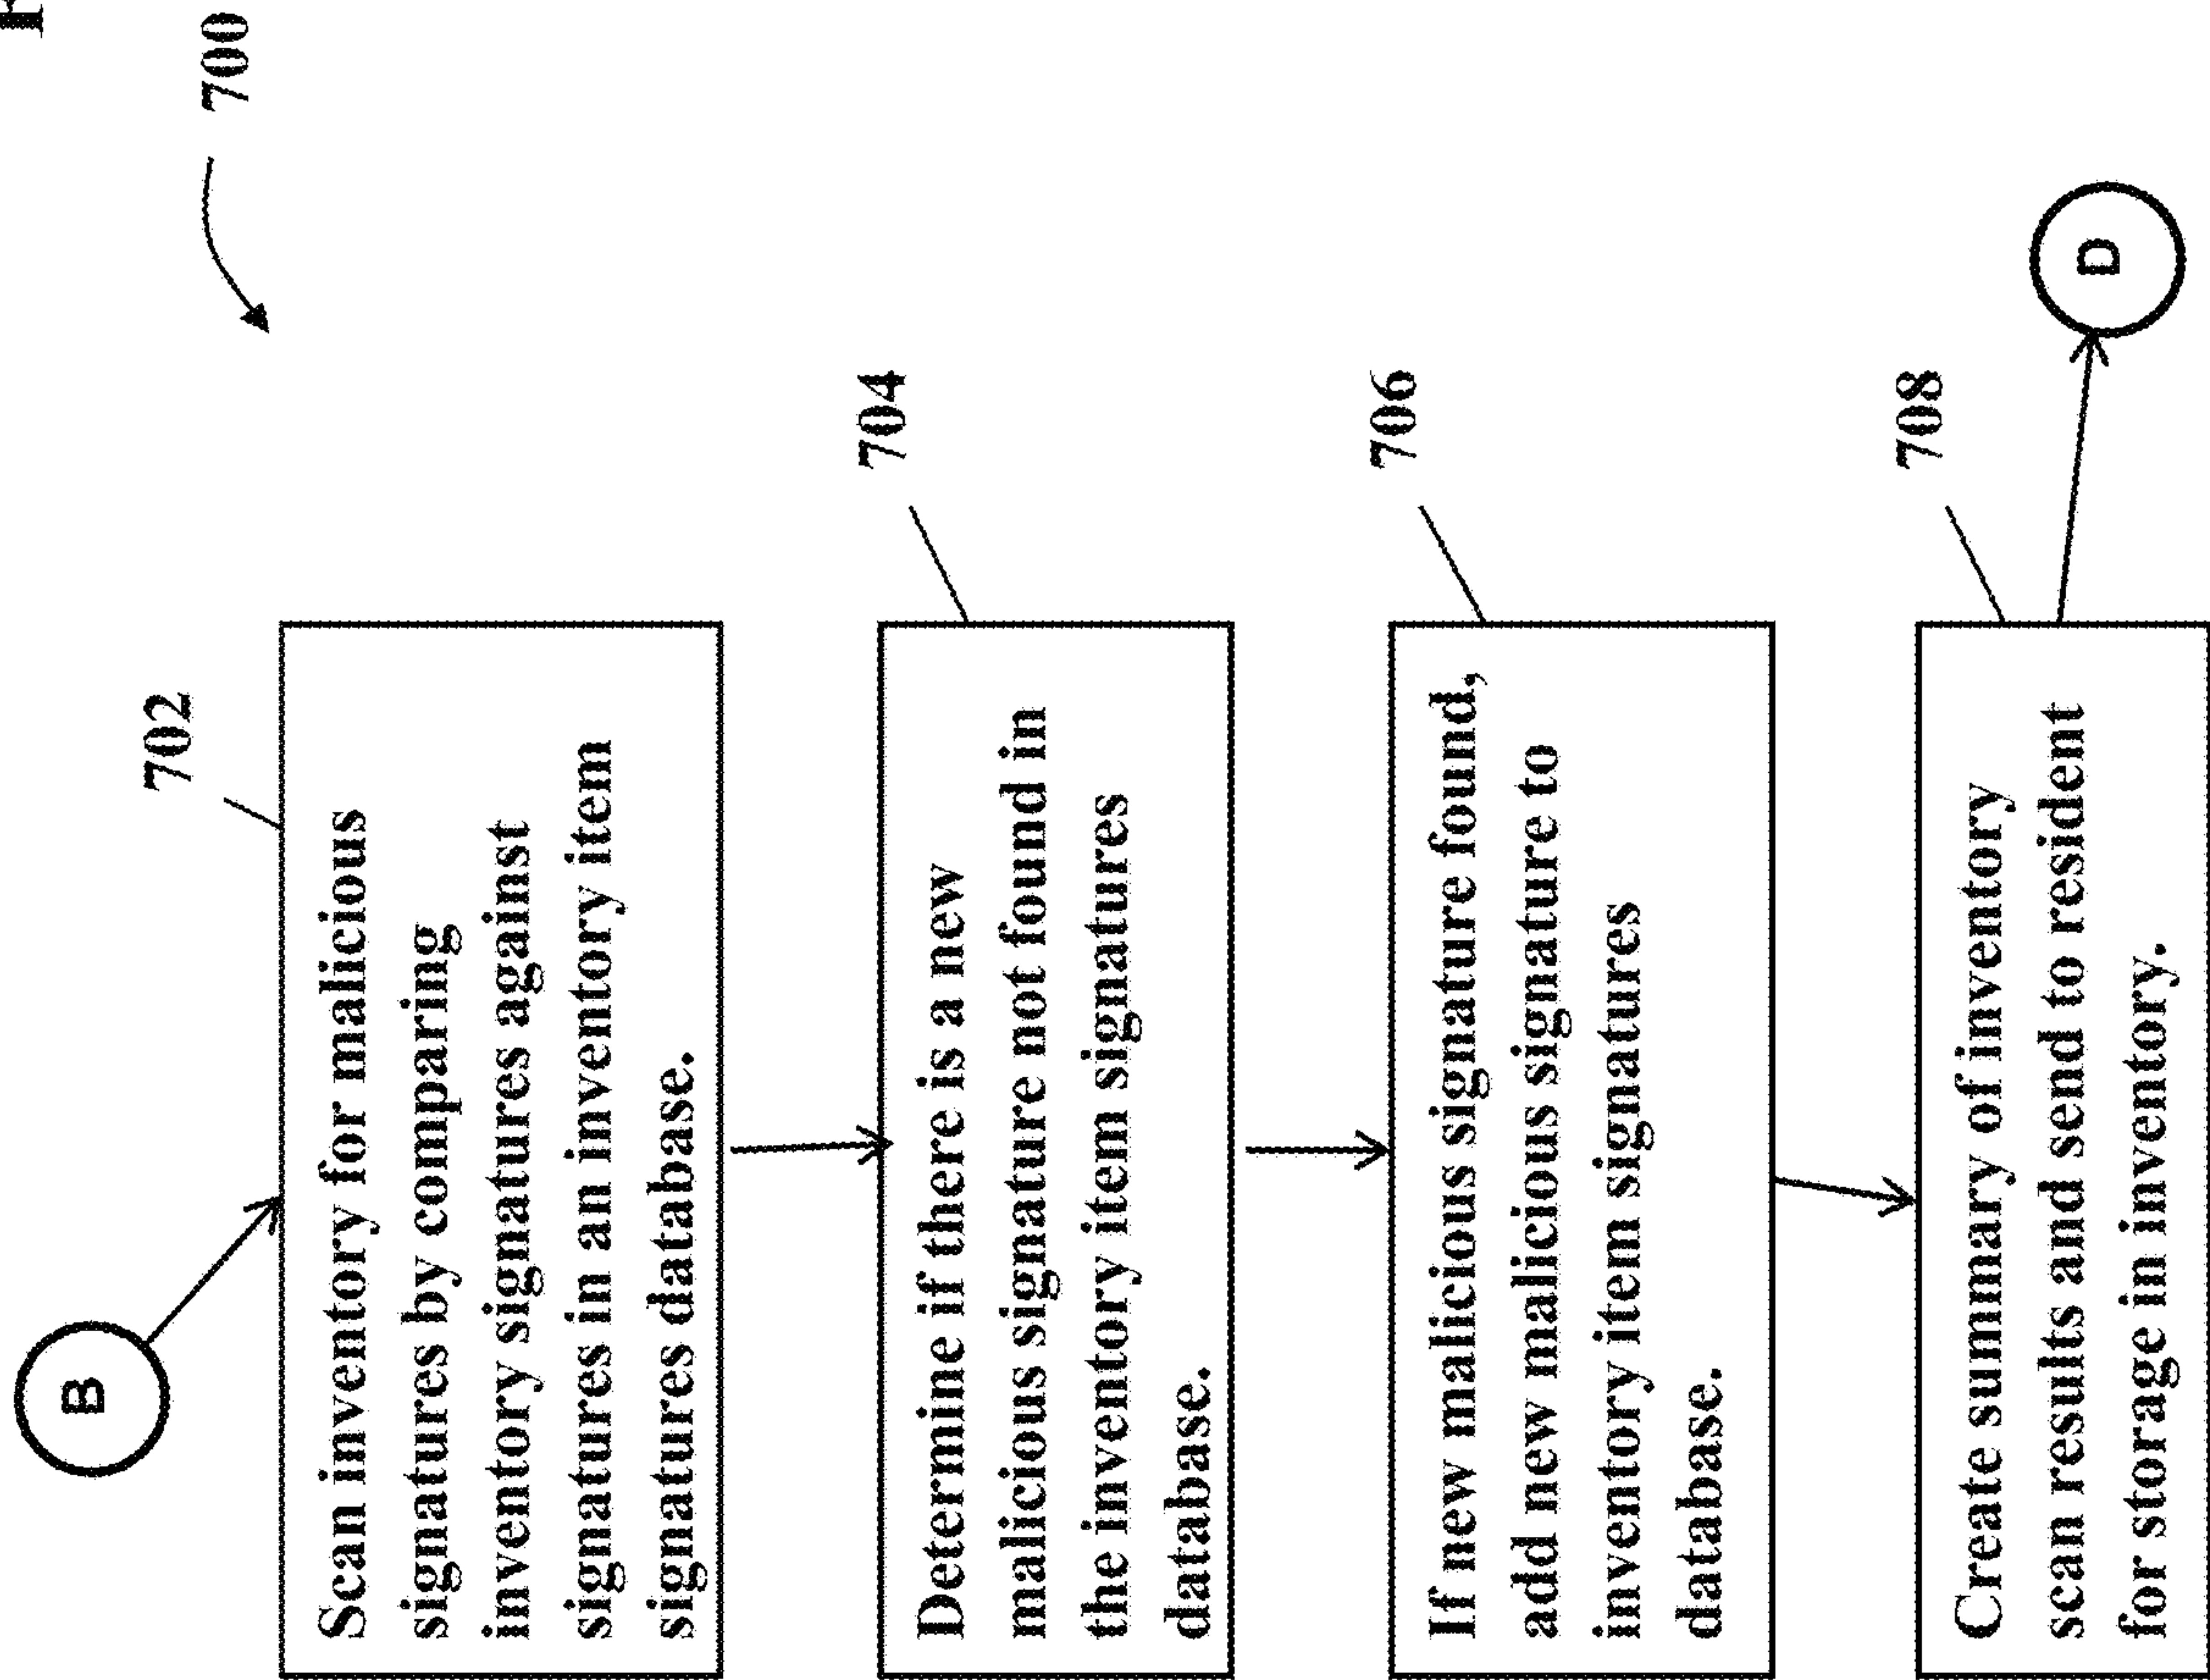 700
B
702
Scan inventory for malicious
signatures by comparing
inventory signatures against
signatures in an inventory item
signatures database.
704
Determine if there is a new
malicious signature not found in
the inventory item signatures
database.
706
If new malicious signature found,
add new malicious signature to
inventory item signatures
database.
708
Create summary of inventory
scan results and send to resident
for storage in inventory.
D